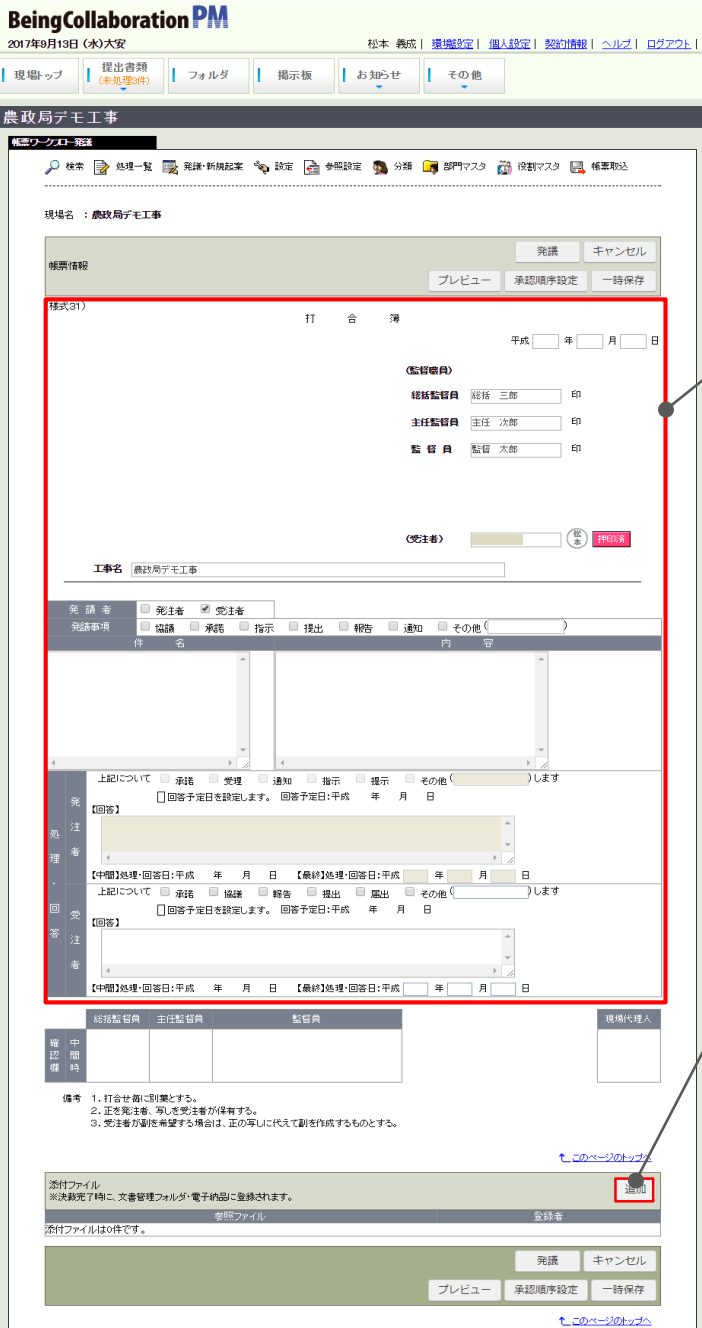 BeingCollaboration PM
2017年9月13日 (水)大安
松本 義成| 環境設定| 個人設定| 契約情報| ヘルプ| ログアウト|
現場トップ
提出書類
(未処理3件)
フォルダ
掲示板
お知らせ
その他
農政局デモ工事
帳票ワークフロー発議
検索 処理一覧 発議・新規起案 設定 参照設定 分類 部門マスタ 役割マスタ 帳票取込
現場名 :農政局デモ工事
帳票情報
発議 キャンセル
プレビュー 承認順序設定 一時保存
様式31)
打 合 簿
平成 年 月 日
(監督職員)
総括監督員 総括 三郎 印
主任監督員 主任 次郎 印
監 督 員 監督 太郎 印
(受注者) 松本 押印済
工事名 農政局デモ工事
発 議 者 発注者 受注者
発議事項 協議 承諾 指示 提出 報告 通知 その他( )
件 名 内 容
処理・回答
発注者
上記について 承諾 受理 通知 指示 提示 その他( )します
回答予定日を設定します。 回答予定日:平成 年 月 日
【回答】
【中間】処理・回答日:平成 年 月 日 【最終】処理・回答日:平成 年 月 日
受注者
上記について 承諾 協議 報告 提出 届出 その他( )します
回答予定日を設定します。 回答予定日:平成 年 月 日
【回答】
【中間】処理・回答日:平成 年 月 日 【最終】処理・回答日:平成 年 月 日
総括監督員 主任監督員 監督員 現場代理人
確認欄 中間時
備考 1.打合せ毎に別葉とする。
2.正を発注者、写しを受注者が保有する。
3.受注者が副を希望する場合は、正の写しに代えて副を作成するものとする。
このページのトップへ
添付ファイル
※決裁完了時に、文書管理フォルダ・電子納品に登録されます。
追加
参照ファイル 登録者
添付ファイルは0件です。
発議 キャンセル
プレビュー 承認順序設定 一時保存
このページのトップへ